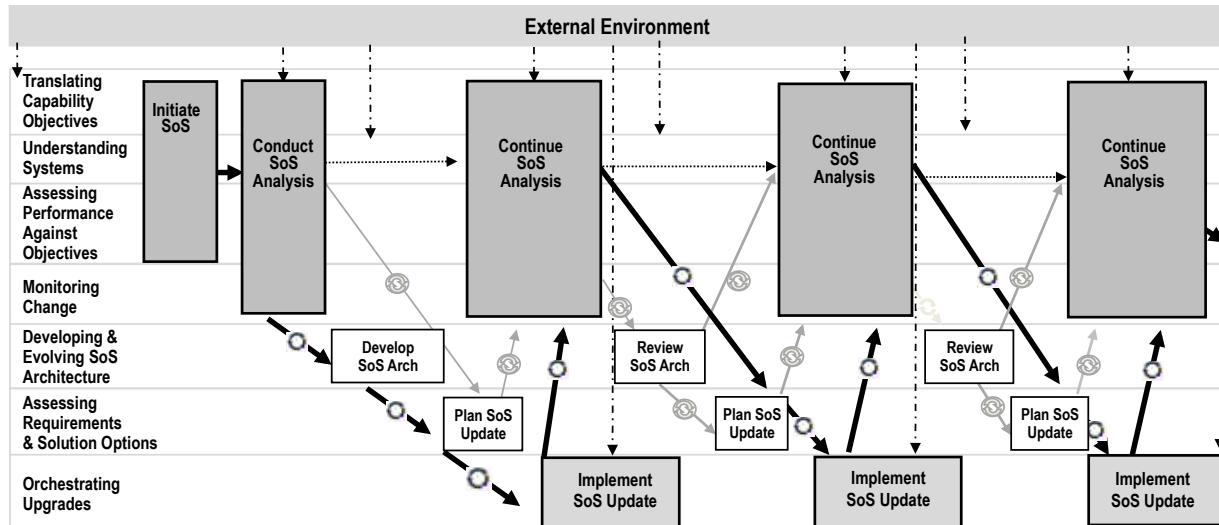 External Environment
Translating
Capability
Objectives
Understanding
Systems
Assessing
Performance
Against
Objectives
Monitoring
Change
Developing &
Evolving SoS
Architecture
Assessing
Requirements
& Solution Options
Orchestrating
Upgrades
Initiate
SoS
Conduct
SoS
Analysis
Develop
SoS Arch
Plan SoS
Update
Continue
SoS
Analysis
Implement
SoS Update
Review
SoS Arch
Plan SoS
Update
Continue
SoS
Analysis
Implement
SoS Update
Review
SoS Arch
Plan SoS
Update
Continue
SoS
Analysis
Implement
SoS Update